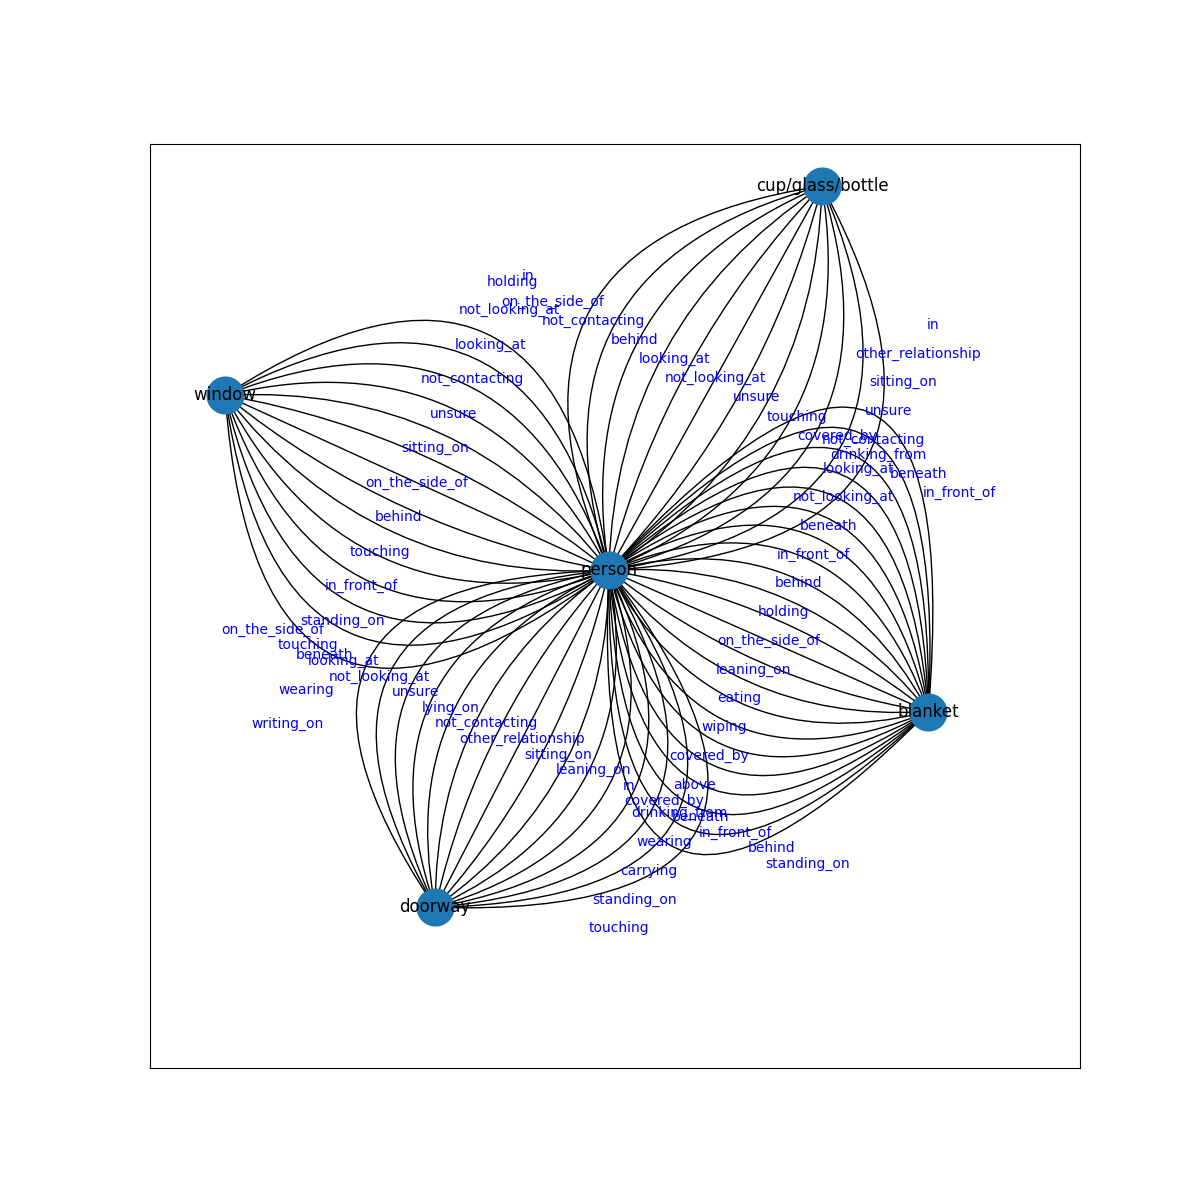 cup/glass/bottle
in
holding
on_the_side_of
not_looking_at
not_contacting
in
behind
looking_at
other_relationship
looking_at
not_looking_at
not_contacting
sitting_on
window
unsure
unsure
unsure
touching
covered_by
not_contacting
sitting_on
drinking_from
looking_at
beneath
on_the_side_of
in_front_of
not_looking_at
behind
beneath
touching
in_front_of
person
behind
in_front_of
holding
standing_on
on_the_side_of
on_the_side_of
touching
beneath
looking_at
leaning_on
not_looking_at
wearing
unsure
eating
lying_on
blanket
writing_on
not_contacting
wiping
other_relationship
sitting_on
covered_by
leaning_on
in
above
covered_by
drinking_from
beneath
in_front_of
wearing
behind
standing_on
carrying
standing_on
doorway
touching